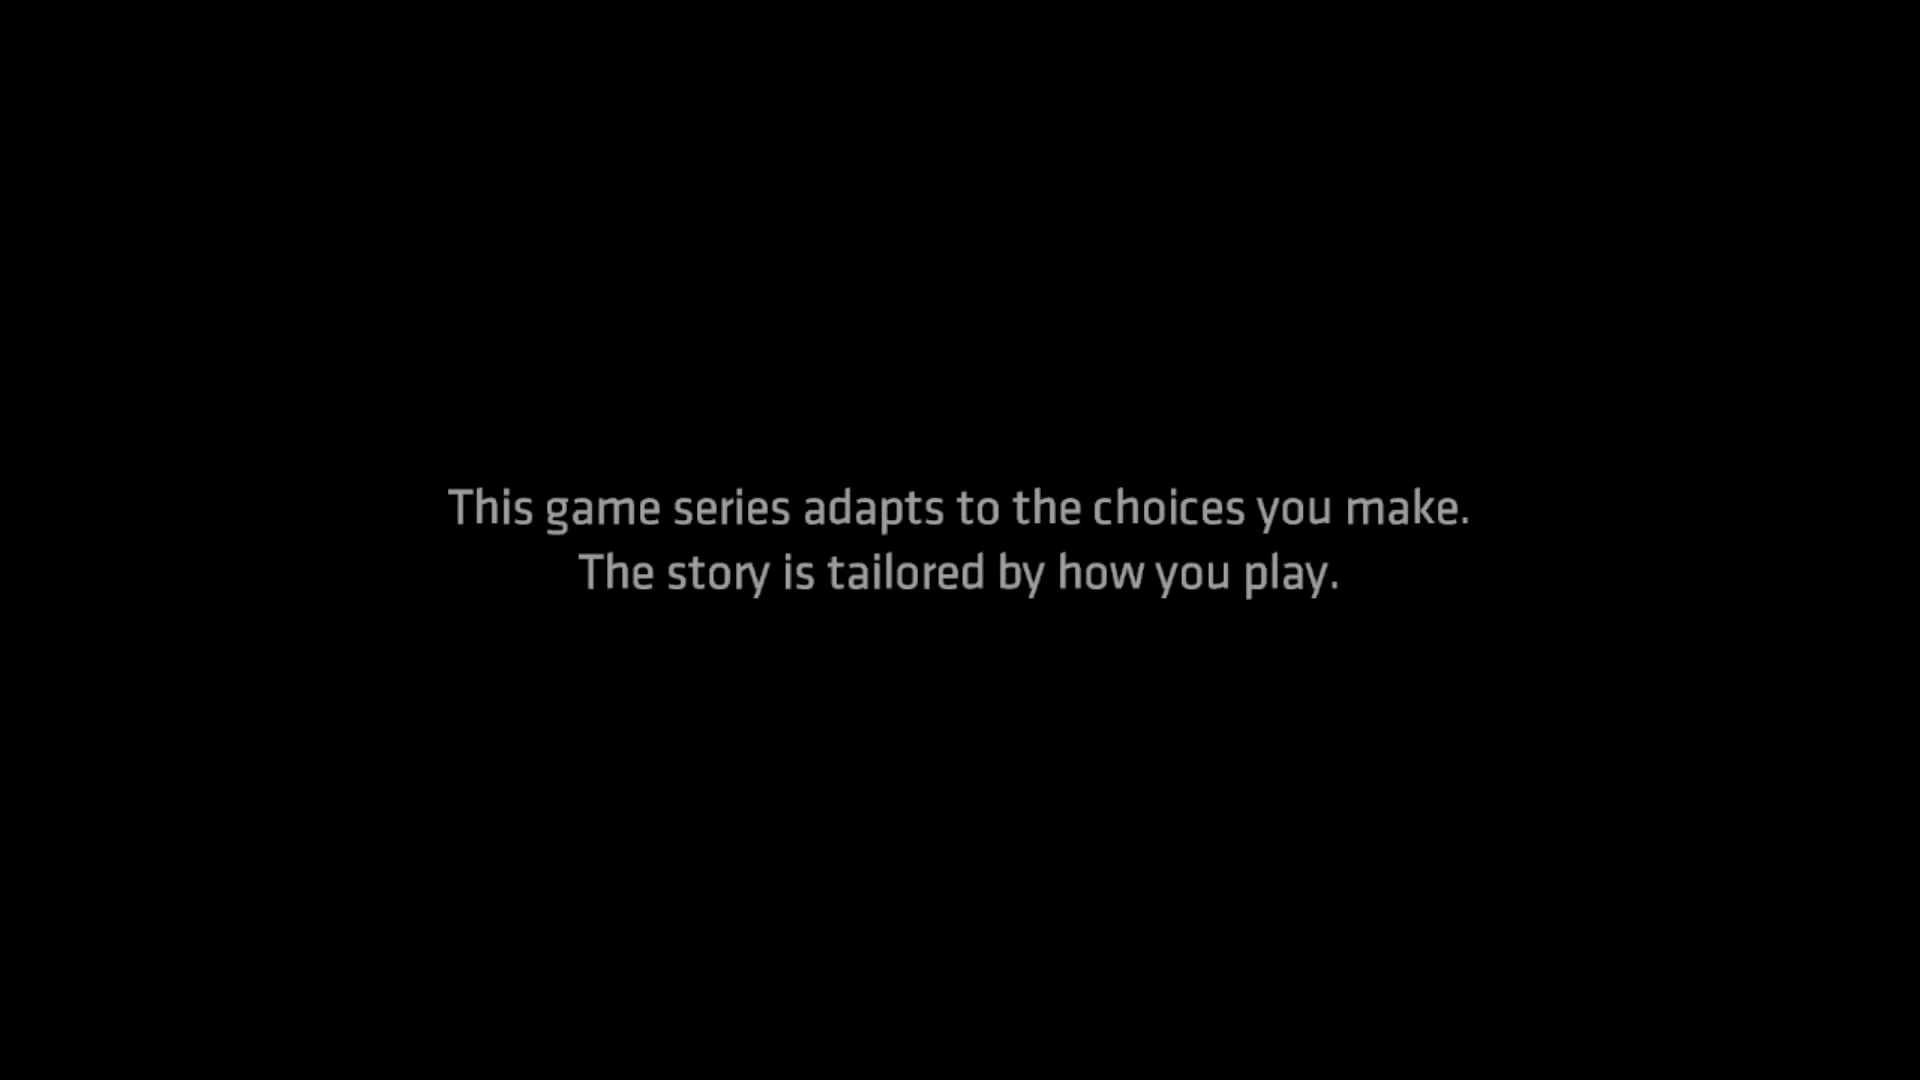 This game series adapts to the choices you make.
The story is tailored by how you play.